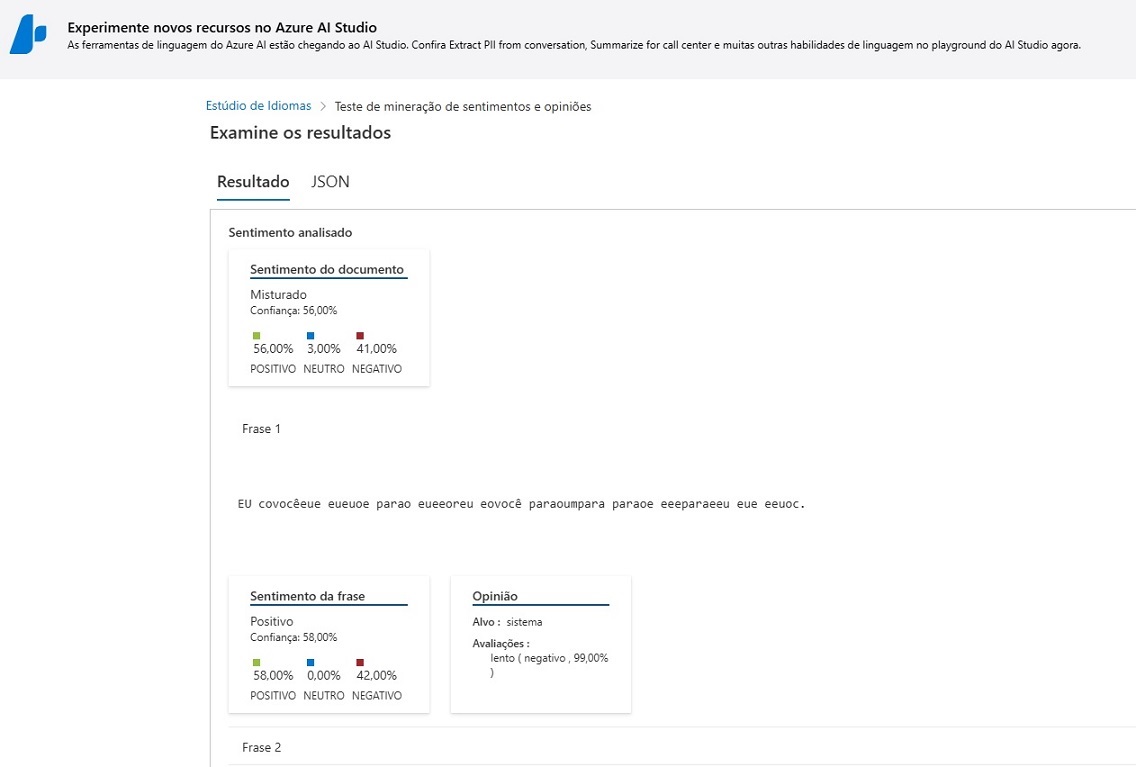 Experimente novos recursos no Azure AI Studio
As ferramentas de linguagem do Azure AI estão chegando ao AI Studio. Confira Extract PII from conversation, Summarize for call center e muitas outras habilidades de linguagem no playground do AI Studio agora.
Estúdio de Idiomas > Teste de mineração de sentimentos e opiniões
Examine os resultados
Resultado JSON
Sentimento analisado
Sentimento do documento
Misturado
Confiança: 56,00%
56,00% 3,00% 41,00%
POSITIVO NEUTRO NEGATIVO
Frase 1
EU covocêeue eueuoe parao eueeoreu eovocê paraoumpara paraoe eeeparaeeu eue eeuoc.
Sentimento da frase
Positivo
Confiança: 58,00%
58,00% 0,00% 42,00%
POSITIVO NEUTRO NEGATIVO
Opinião
Alvo : sistema
Avaliações :
lento ( negativo , 99,00%
)
Frase 2